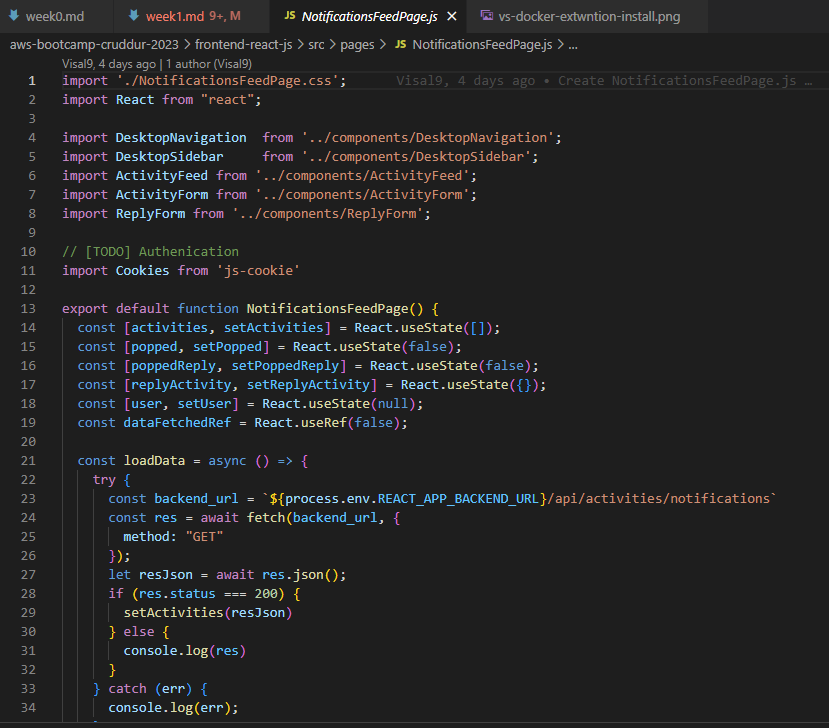 week0.md week1.md 9+, M JS NotificationsFeedPage.js × vs-docker-extwntion-install.png
aws-bootcamp-cruddur-2023 > frontend-react-js > src > pages > JS NotificationsFeedPage.js > ...
Visal9, 4 days ago | 1 author (Visal9)
1 import './NotificationsFeedPage.css'; Visal9, 4 days ago • Create NotificationsFeedPage.js …
2 import React from "react";
3
4 import DesktopNavigation  from '../components/DesktopNavigation';
5 import DesktopSidebar     from '../components/DesktopSidebar';
6 import ActivityFeed from '../components/ActivityFeed';
7 import ActivityForm from '../components/ActivityForm';
8 import ReplyForm from '../components/ReplyForm';
9
10 // [TODO] Authenication
11 import Cookies from 'js-cookie'
12
13 export default function NotificationsFeedPage() {
14   const [activities, setActivities] = React.useState([]);
15   const [popped, setPopped] = React.useState(false);
16   const [poppedReply, setPoppedReply] = React.useState(false);
17   const [replyActivity, setReplyActivity] = React.useState({});
18   const [user, setUser] = React.useState(null);
19   const dataFetchedRef = React.useRef(false);
20
21   const loadData = async () => {
22     try {
23       const backend_url = `${process.env.REACT_APP_BACKEND_URL}/api/activities/notifications`
24       const res = await fetch(backend_url, {
25         method: "GET"
26       });
27       let resJson = await res.json();
28       if (res.status === 200) {
29         setActivities(resJson)
30       } else {
31         console.log(res)
32       }
33     } catch (err) {
34       console.log(err);